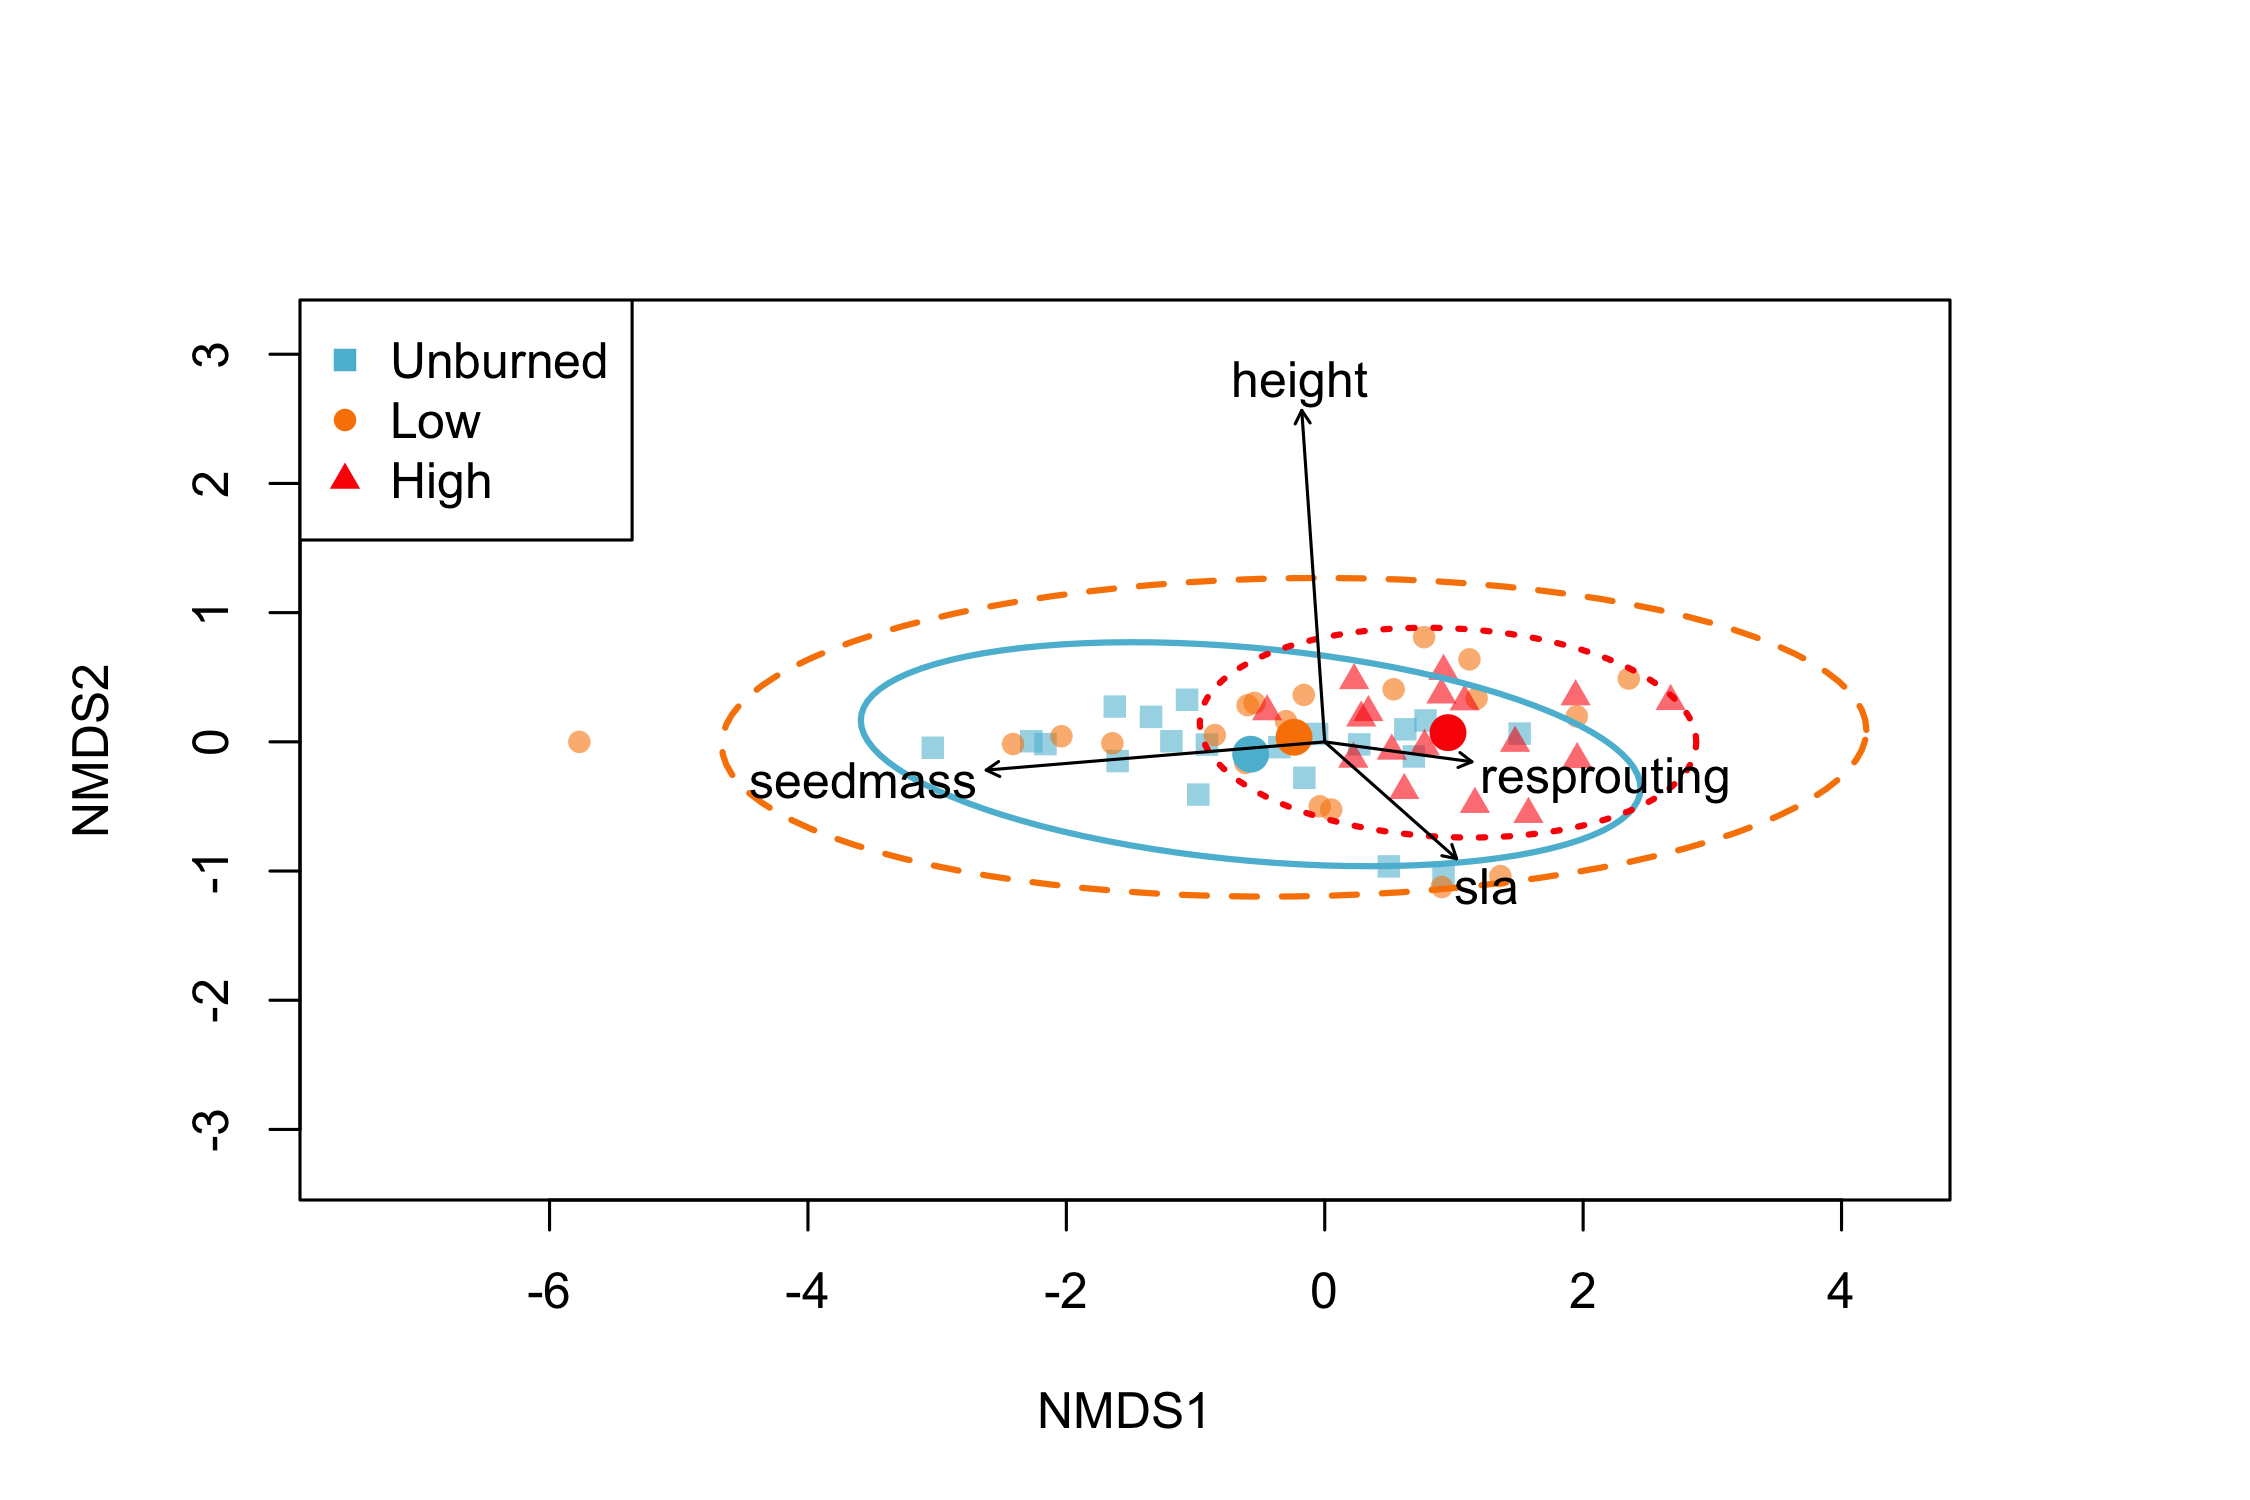 Unburned
Low
High
height
seedmass
resprouting
sla
3
2
1
0
-1
-2
-3
NMDS2
-6
-4
-2
0
2
4
NMDS1